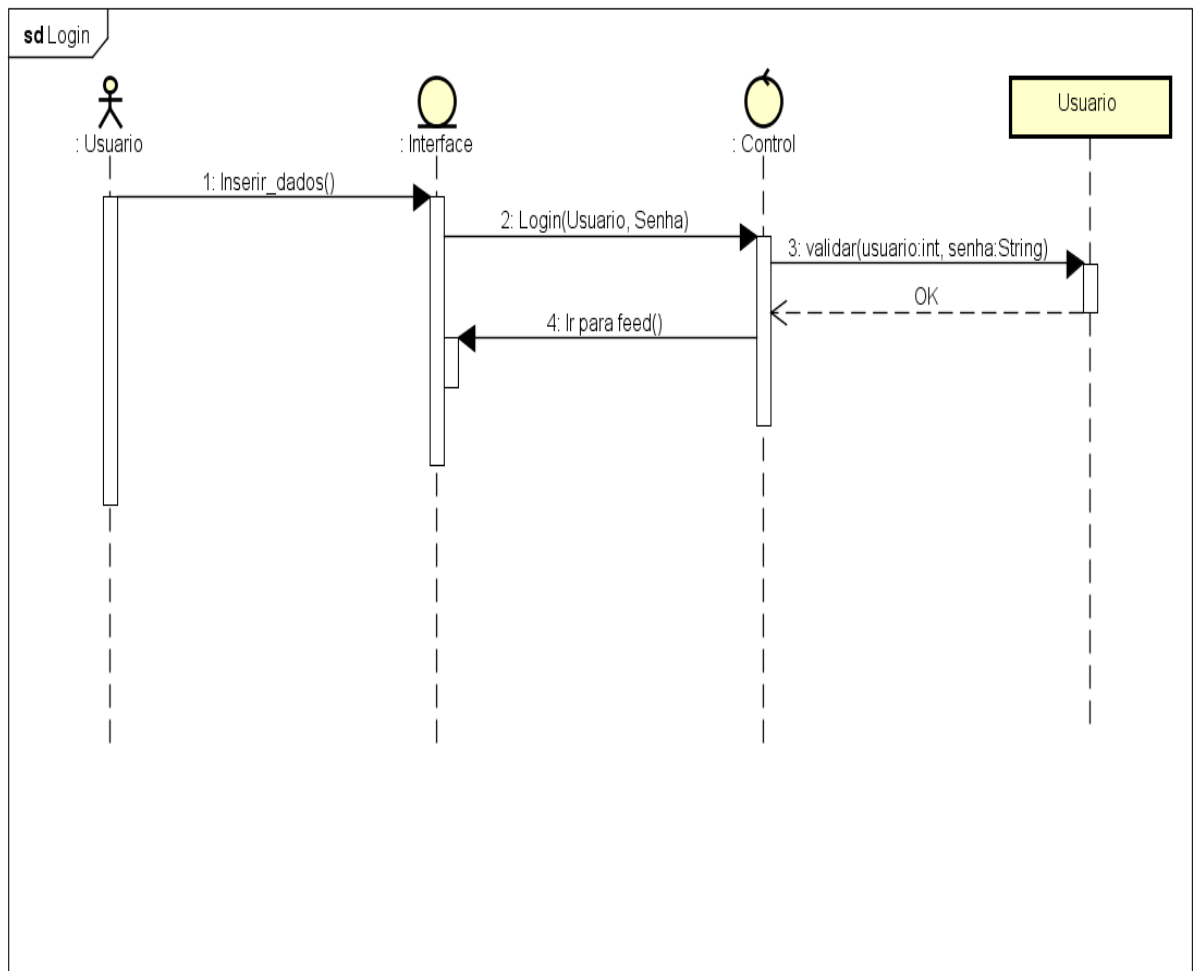 sd Login
: Usuario
: Interface
: Control
Usuario
1: Inserir_dados()
2: Login(Usuario, Senha)
3: validar(usuario:int, senha:String)
OK
4: Ir para feed()